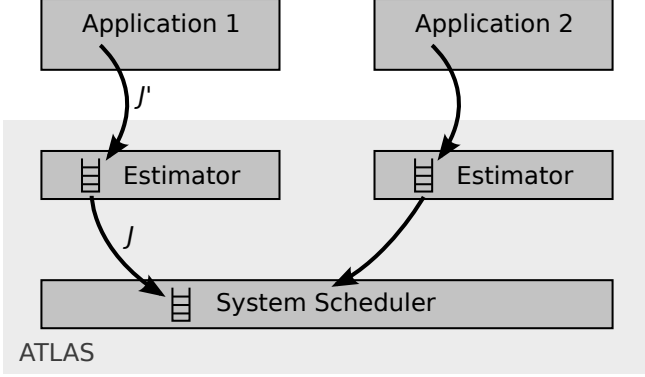 Application 1
Application 2
J'
Estimator
Estimator
J
System Scheduler
ATLAS